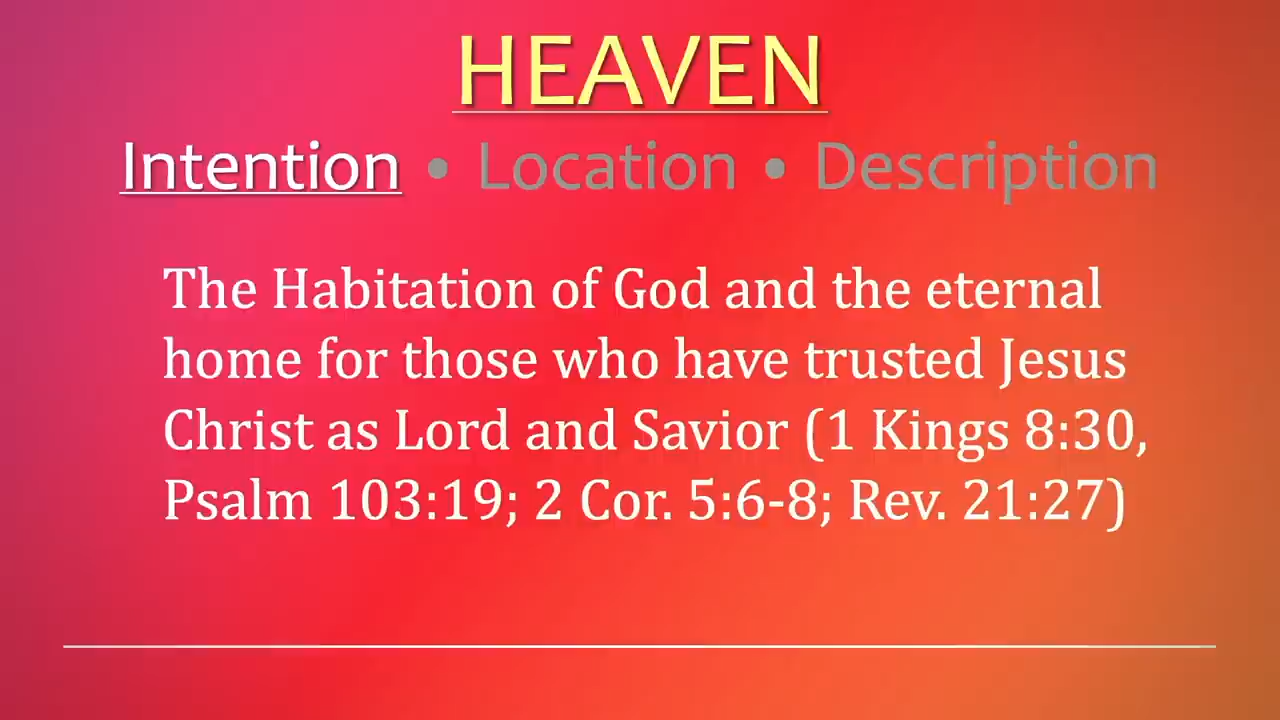 HEAVEN
Intention • Location • Description
The Habitation of God and the eternal
home for those who have trusted Jesus
Christ as Lord and Savior (1 Kings 8:30,
Psalm 103:19; 2 Cor. 5:6-8; Rev. 21:27)